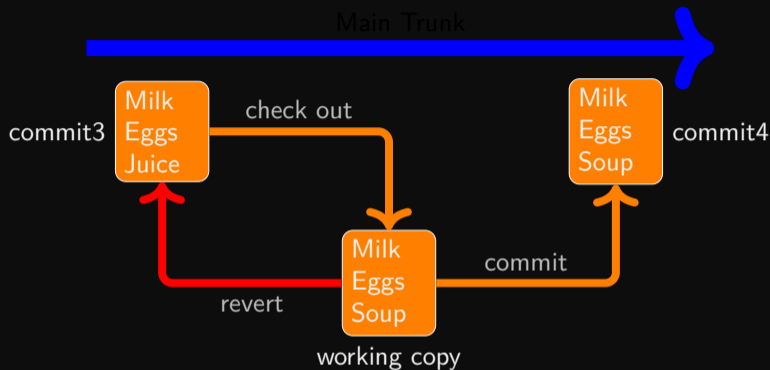 Main Trunk
commit3
Milk
Eggs
Juice
check out
Milk
Eggs
Soup
commit4
revert
Milk
Eggs
Soup
commit
working copy